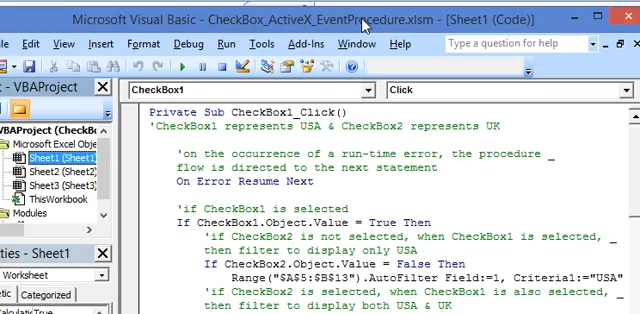 Microsoft Visual Basic - CheckBox_ActiveX_EventProcedure.xlsm - [Sheet1 (Code)]
Edit View Insert Format Debug Run Tools Add-Ins Window Help
Type a question for help
- VBAProject
CheckBox1
Click
VBAProject (CheckBo
Microsoft Excel Obje
Sheet1 (Sheet1)
Sheet2 (Sheet2)
Sheet3 (Sheet3)
ThisWorkbook
Modules
Private Sub CheckBox1_Click()
'CheckBox1 represents USA & CheckBox2 represents UK
'on the occurrence of a run-time error, the procedure _
flow is directed to the next statement
On Error Resume Next
'if CheckBox1 is selected
If CheckBox1.Object.Value = True Then
'if CheckBox2 is not selected, when CheckBox1 is selected, _
then filter to display only USA
If CheckBox2.Object.Value = False Then
Range("$A$5:$B$13").AutoFilter Field:=1, Criteria1:="USA"
'if CheckBox2 is selected, when CheckBox1 is also selected, _
then filter to display both USA & UK
ties - Sheet1
Worksheet
etic Categorized
CalculatiTrue